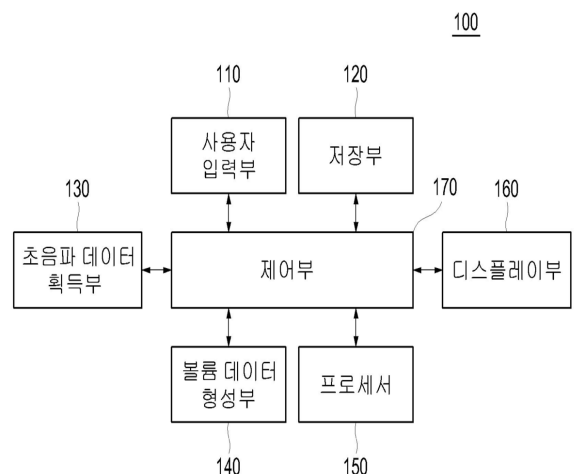 100
110
120
사용자
입력부
저장부
130
170
160
초음파 데이터
획득부
제어부
디스플레이부
볼륨 데이터
형성부
프로세서
140
150